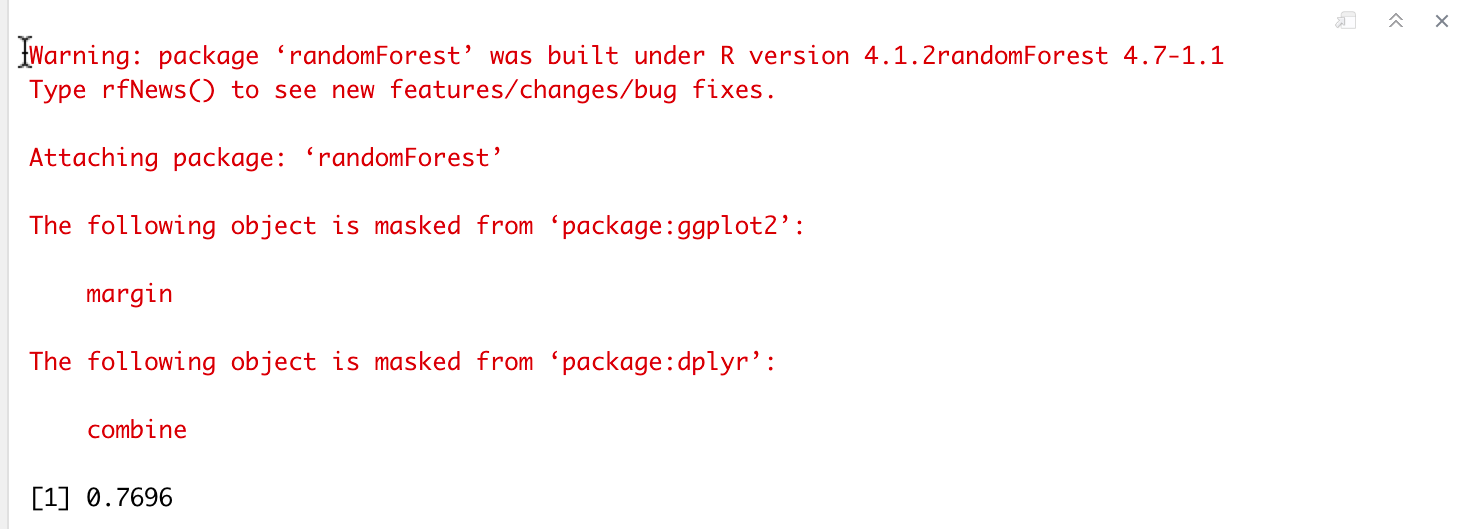 Warning: package ‘randomForest’ was built under R version 4.1.2randomForest 4.7-1.1
Type rfNews() to see new features/changes/bug fixes.
Attaching package: ‘randomForest’
The following object is masked from ‘package:ggplot2’:
margin
The following object is masked from ‘package:dplyr’:
combine
[1] 0.7696